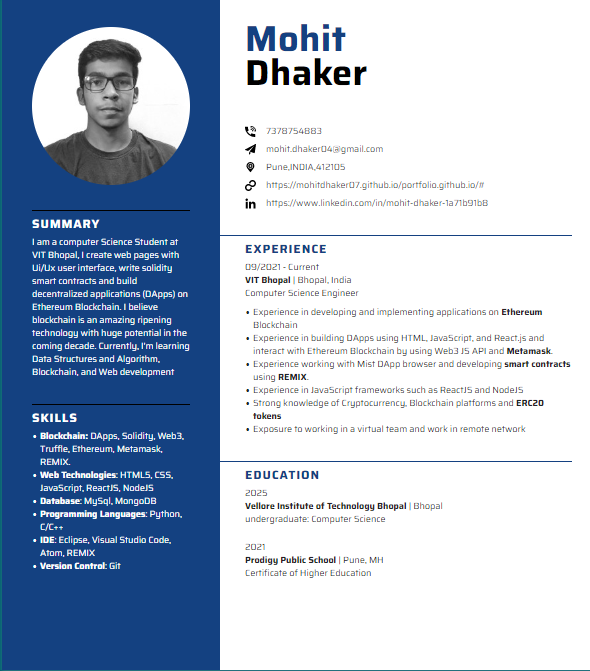 Mohit
Dhaker
7378754883
mohit.dhaker04@gmail.com
Pune,INDIA,412105
https://mohitdhaker07.github.io/portfolio.github.io/#
https://www.linkedin.com/in/mohit-dhaker-1a71b91b8
SUMMARY
I am a computer Science Student at
VIT Bhopal, I create web pages with
Ui/Ux user interface, write solidity
smart contracts and build
decentralized applications (DApps) on
Ethereum Blockchain. I believe
blockchain is an amazing ripening
technology with huge potential in the
coming decade. Currently, I'm learning
Data Structures and Algorithm,
Blockchain, and Web development
SKILLS
• Blockchain: DApps, Solidity, Web3,
Truffle, Ethereum, Metamask,
REMIX.
• Web Technologies: HTML5, CSS,
JavaScript, ReactJS, NodeJS
• Database: MySql, MongoDB
• Programming Languages: Python,
C/C++
• IDE: Eclipse, Visual Studio Code,
Atom, REMIX
• Version Control: Git
EXPERIENCE
09/2021 - Current
VIT Bhopal | Bhopal, India
Computer Science Engineer
• Experience in developing and implementing applications on Ethereum
Blockchain
• Experience in building DApps using HTML, JavaScript, and React.js and
interact with Ethereum Blockchain by using Web3 JS API and Metamask.
• Experience working with Mist DApp browser and developing smart contracts
using REMIX.
• Experience in JavaScript frameworks such as ReactJS and NodeJS
• Strong knowledge of Cryptocurrency, Blockchain platforms and ERC20
tokens
• Exposure to working in a virtual team and work in remote network
EDUCATION
2025
Vellore Institute of Technology Bhopal | Bhopal
undergraduate: Computer Science
2021
Prodigy Public School | Pune, MH
Certificate of Higher Education